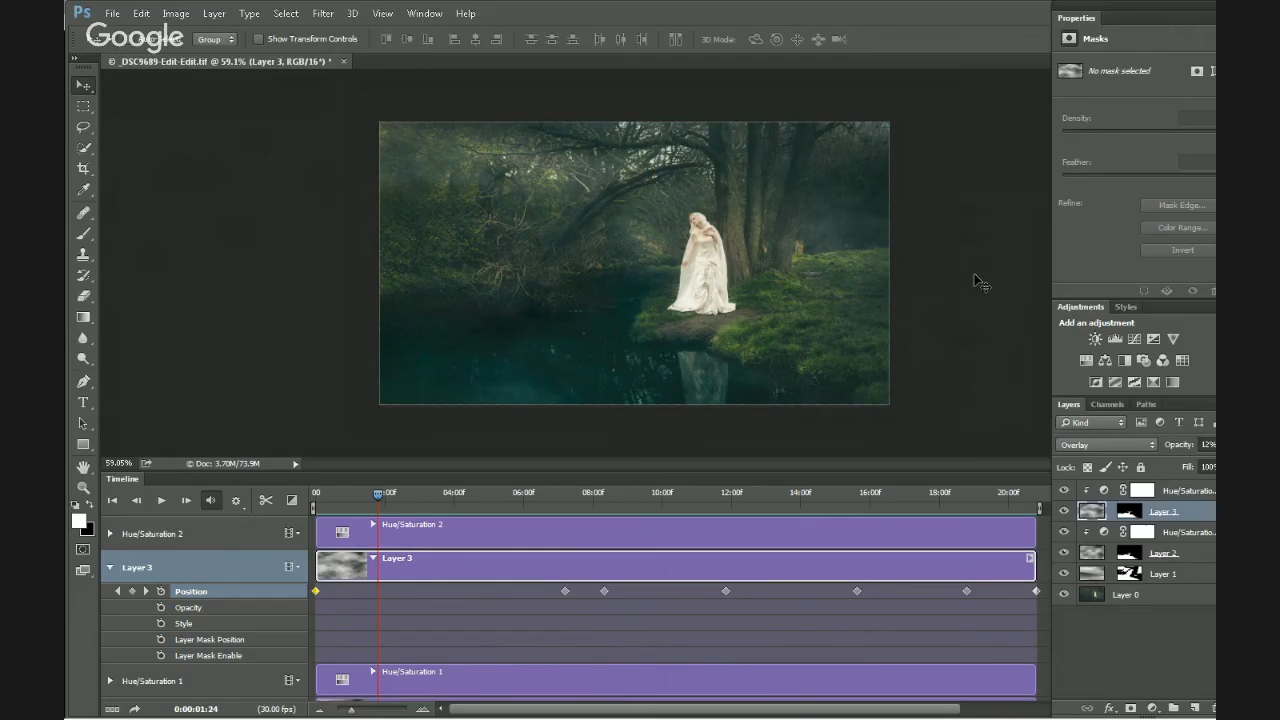 Ps File Edit Image Layer Type Select Filter 3D View Window Help
Google
Group Show Transform Controls 3D Mode:
© _DSC9689-Edit-Edit.tif @ 59.1% (Layer 3, RGB/16*) * ×
Properties
Masks
No mask selected
Density:
Feather:
Refine: Mask Edge...
Color Range...
Invert
Adjustments Styles
Add an adjustment
Layers Channels Paths
Kind
Overlay Opacity: 12%
Lock: Fill: 100%
Hue/Saturatio...
Layer 3
Hue/Saturatio...
Layer 2
Layer 1
Layer 0
59.05% © Doc: 3.70M/73.9M
Timeline
00 04:00f 06:00f 08:00f 10:00f 12:00f 14:00f 16:00f 18:00f 20:00f
Hue/Saturation 2 Hue/Saturation 2
Layer 3 Layer 3
Position
Opacity
Style
Layer Mask Position
Layer Mask Enable
Hue/Saturation 1 Hue/Saturation 1
0:00:01:24 (30.00 fps)